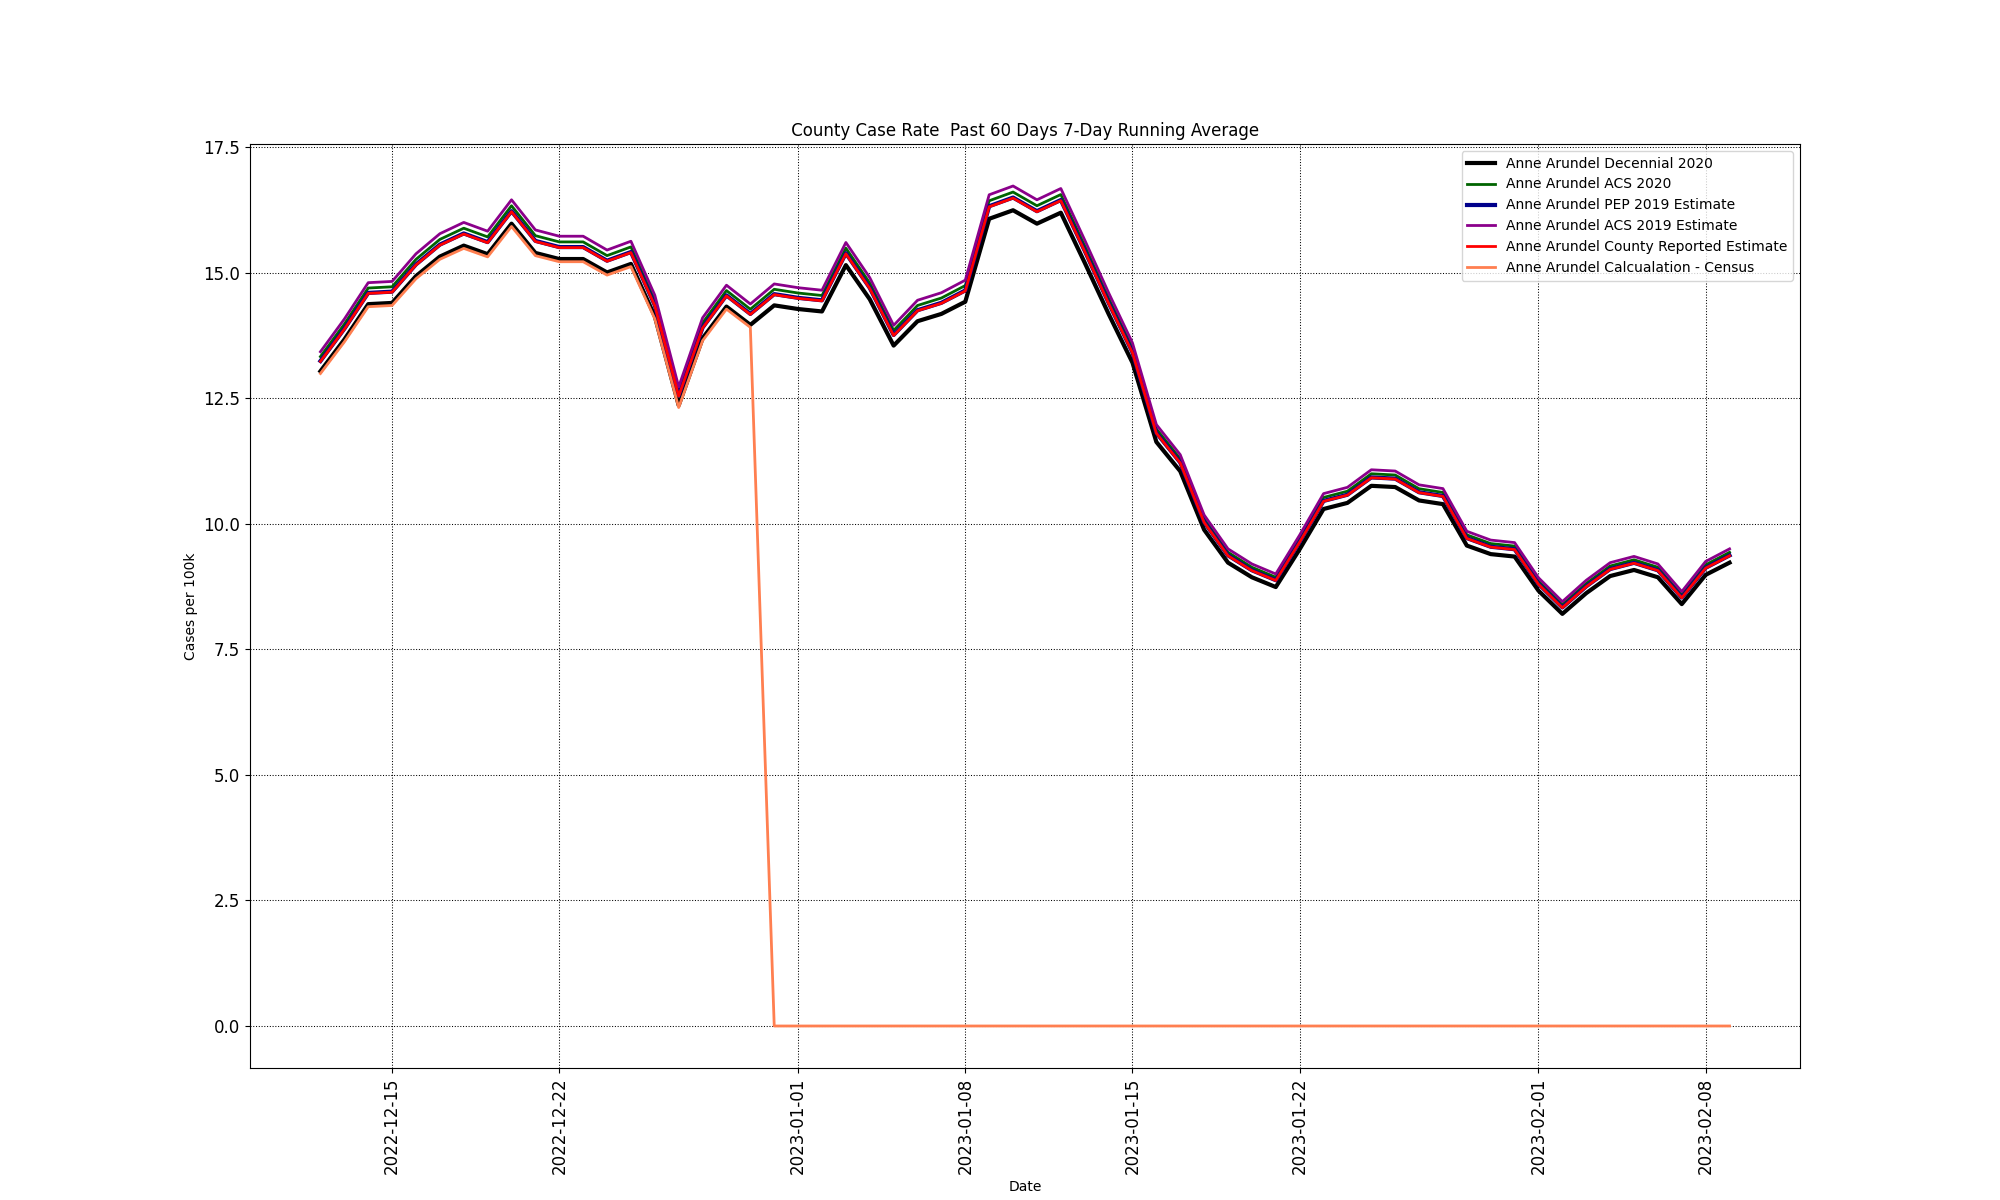 County Case Rate  Past 60 Days 7-Day Running Average
17.5
15.0
12.5
10.0
7.5
5.0
2.5
0.0
Cases per 100k
Anne Arundel Decennial 2020
Anne Arundel ACS 2020
Anne Arundel PEP 2019 Estimate
Anne Arundel ACS 2019 Estimate
Anne Arundel County Reported Estimate
Anne Arundel Calcualation - Census
2022-12-15
2022-12-22
2023-01-01
2023-01-08
2023-01-15
2023-01-22
2023-02-01
2023-02-08
Date